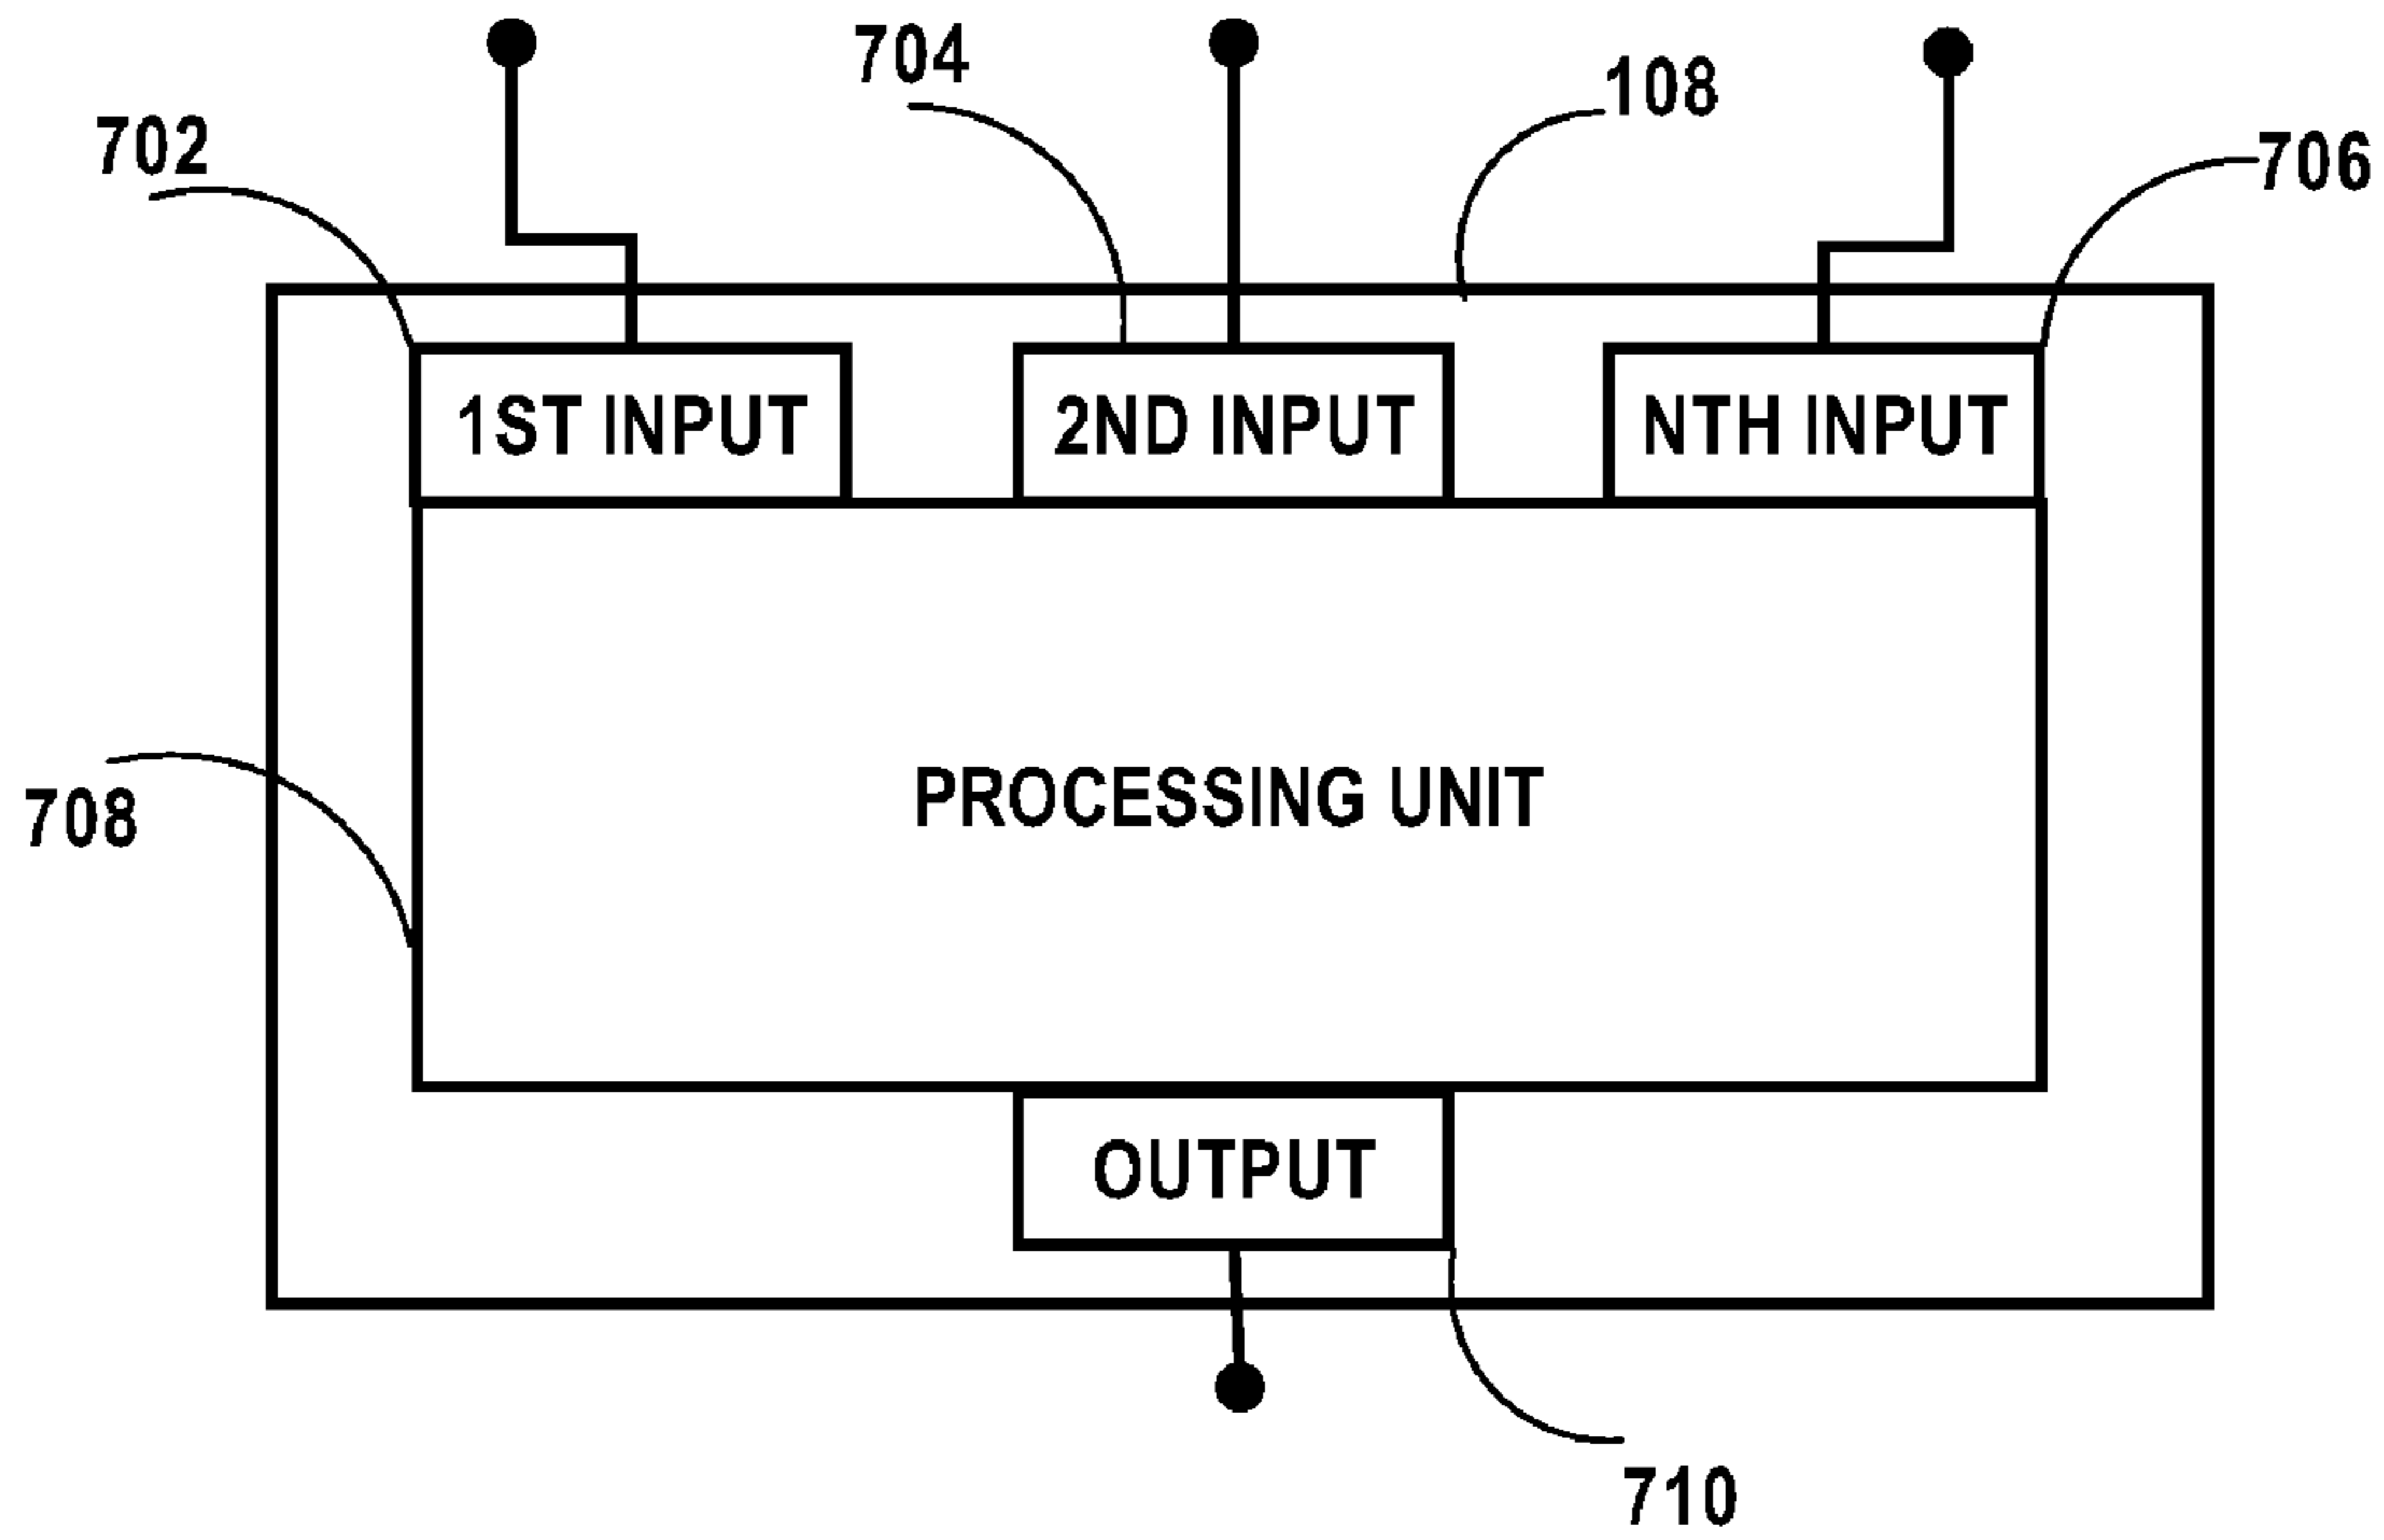 704
108
702
706
1ST INPUT
2ND INPUT
NTH INPUT
PROCESSING UNIT
708
OUTPUT
710